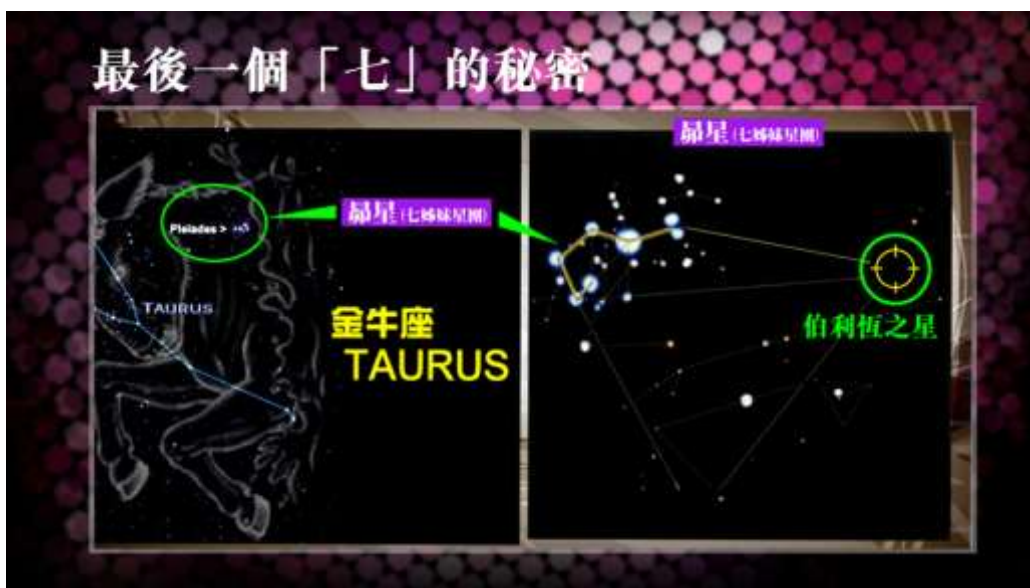 最後一個「七」的秘密
昴星(七姊妹星團)
Pleiades >
昴星(七姊妹星團)
TAURUS
金牛座
TAURUS
伯利恆之星